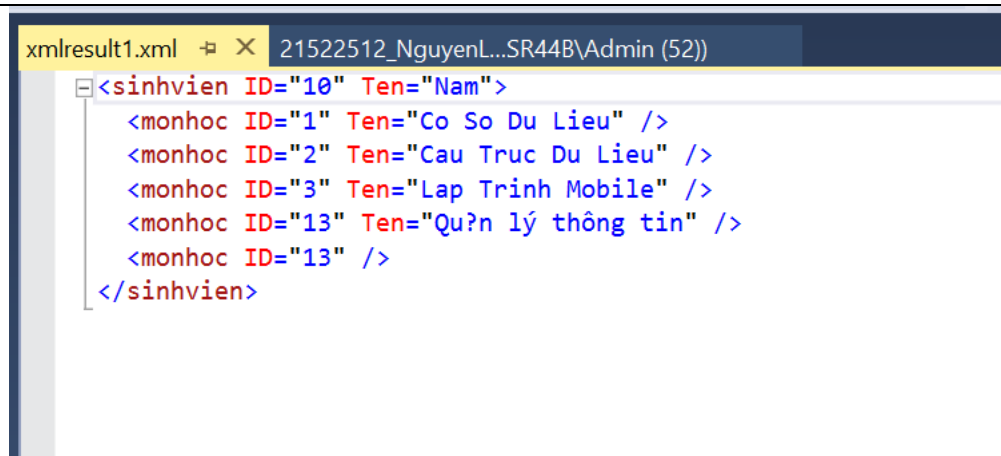 xmlresult1.xml 21522512_NguyenL...SR44B\Admin (52))
<sinhvien ID="10" Ten="Nam">
<monhoc ID="1" Ten="Co So Du Lieu" />
<monhoc ID="2" Ten="Cau Truc Du Lieu" />
<monhoc ID="3" Ten="Lap Trinh Mobile" />
<monhoc ID="13" Ten="Qu?n lý thông tin" />
<monhoc ID="13" />
</sinhvien>